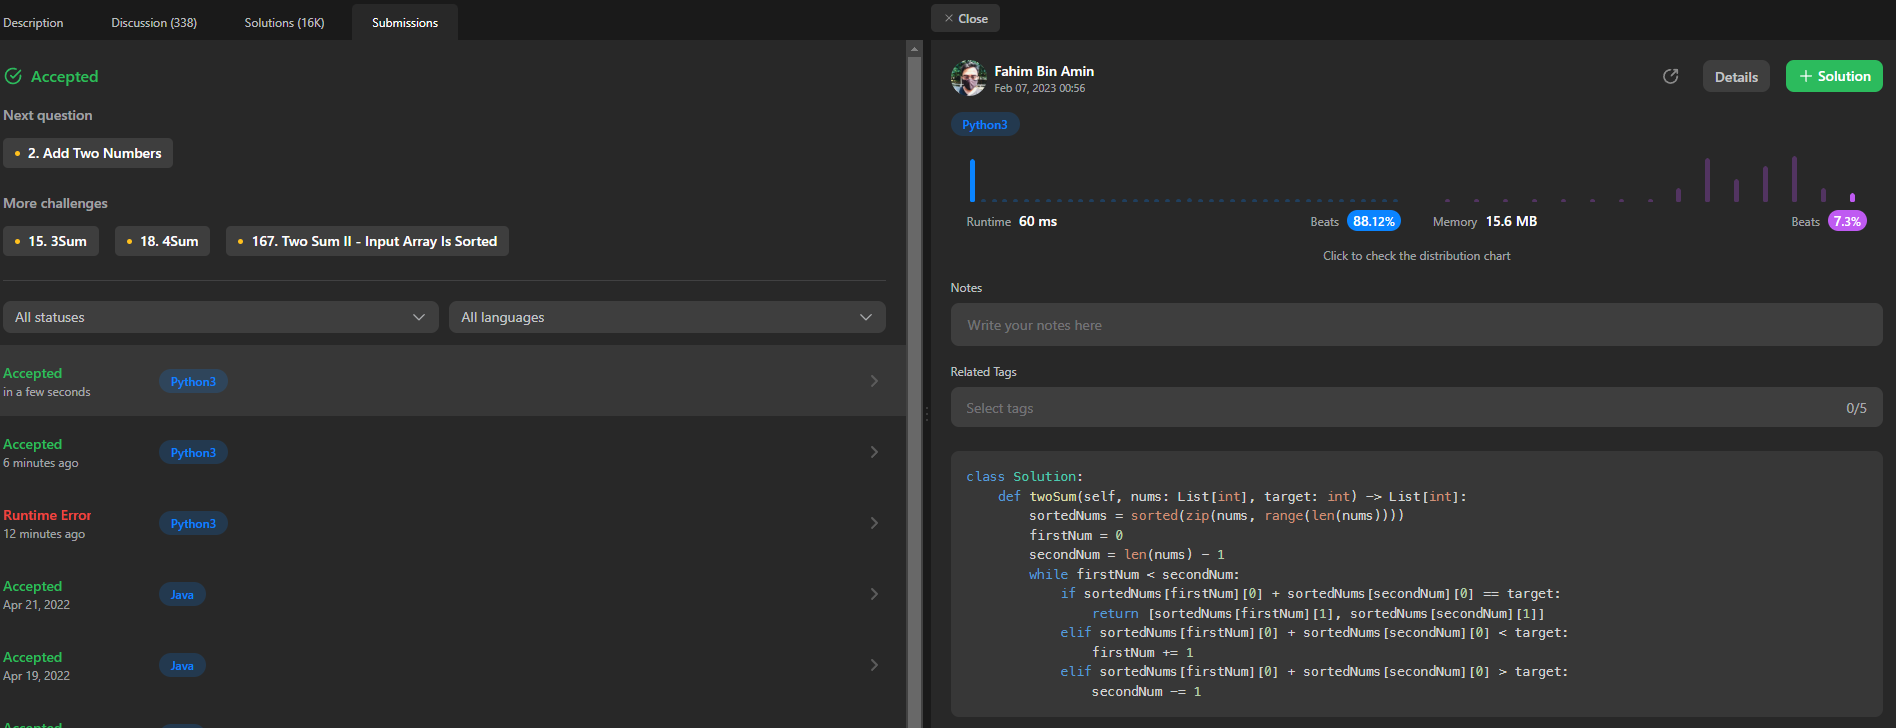 Description Discussion (338) Solutions (16K) Submissions
Accepted
Next question
2. Add Two Numbers
More challenges
15. 3Sum 18. 4Sum 167. Two Sum II - Input Array Is Sorted
All statuses All languages
Accepted
in a few seconds
Python3
Accepted
6 minutes ago
Python3
Runtime Error
12 minutes ago
Python3
Accepted
Apr 21, 2022
Java
Accepted
Apr 19, 2022
Java
Accepted
Close
Fahim Bin Amin
Feb 07, 2023 00:56
Details + Solution
Python3
Runtime 60 ms Beats 88.12% Memory 15.6 MB Beats 7.3%
Click to check the distribution chart
Notes
Write your notes here
Related Tags
Select tags 0/5
class Solution:
    def twoSum(self, nums: List[int], target: int) -> List[int]:
        sortedNums = sorted(zip(nums, range(len(nums))))
        firstNum = 0
        secondNum = len(nums) - 1
        while firstNum < secondNum:
            if sortedNums[firstNum][0] + sortedNums[secondNum][0] == target:
                return [sortedNums[firstNum][1], sortedNums[secondNum][1]]
            elif sortedNums[firstNum][0] + sortedNums[secondNum][0] < target:
                firstNum += 1
            elif sortedNums[firstNum][0] + sortedNums[secondNum][0] > target:
                secondNum -= 1